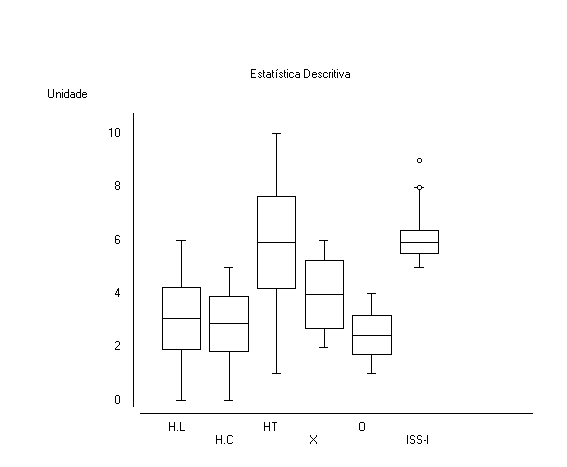 Estatística Descritiva
Unidade
10
8
6
4
2
0
H.L HT O
H.C X ISS-I